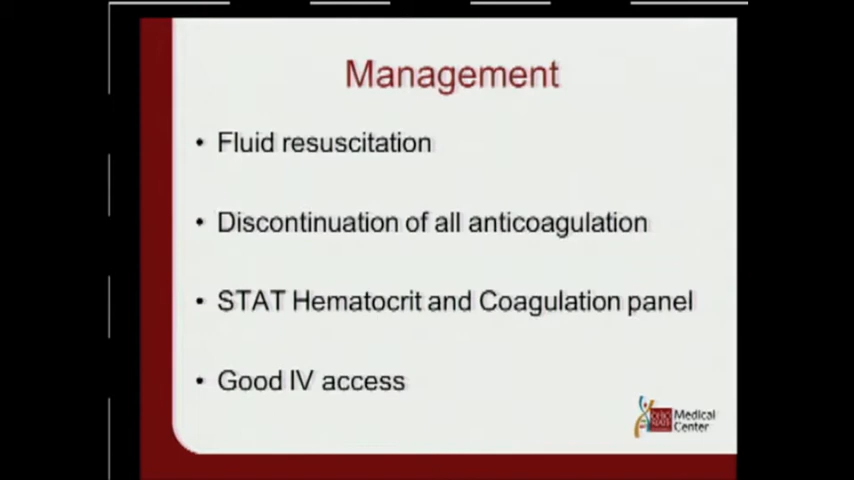 Management
• Fluid resuscitation
• Discontinuation of all anticoagulation
• STAT Hematocrit and Coagulation panel
• Good IV access
Medical
Center